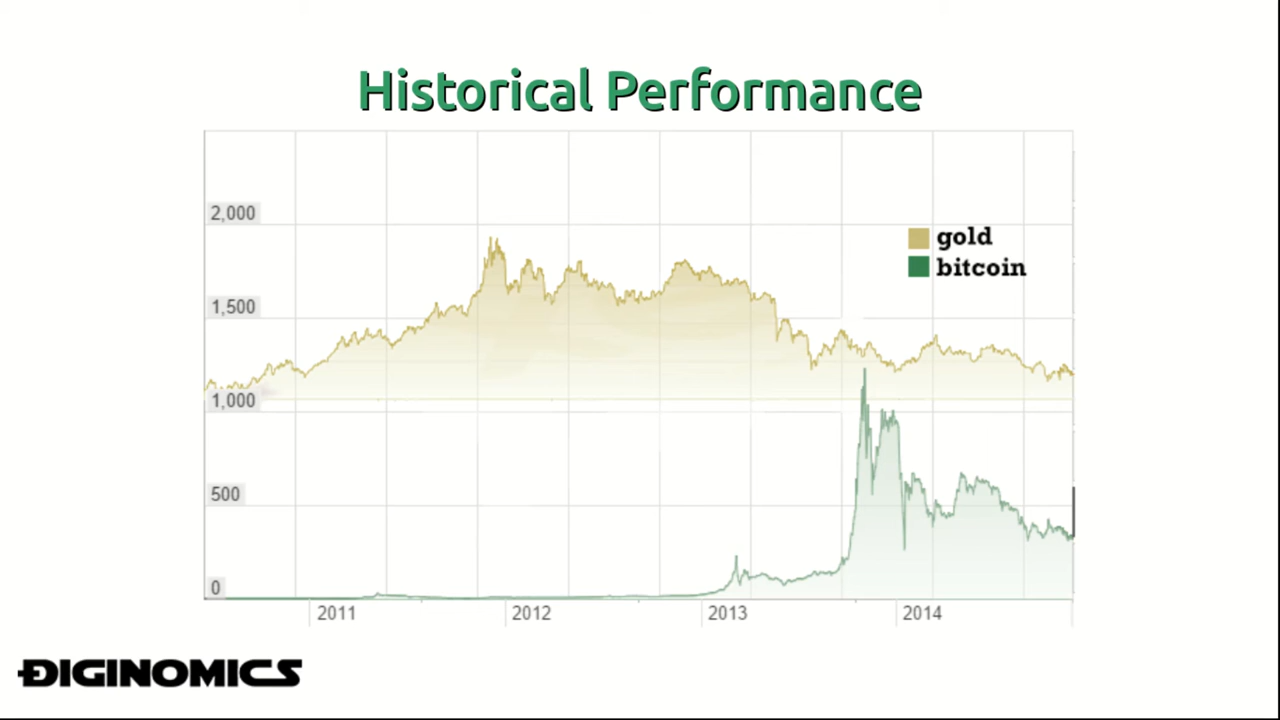 Historical Performance
2,000
gold
bitcoin
1,500
1,000
500
0
2011 2012 2013 2014
DIGINOMICS